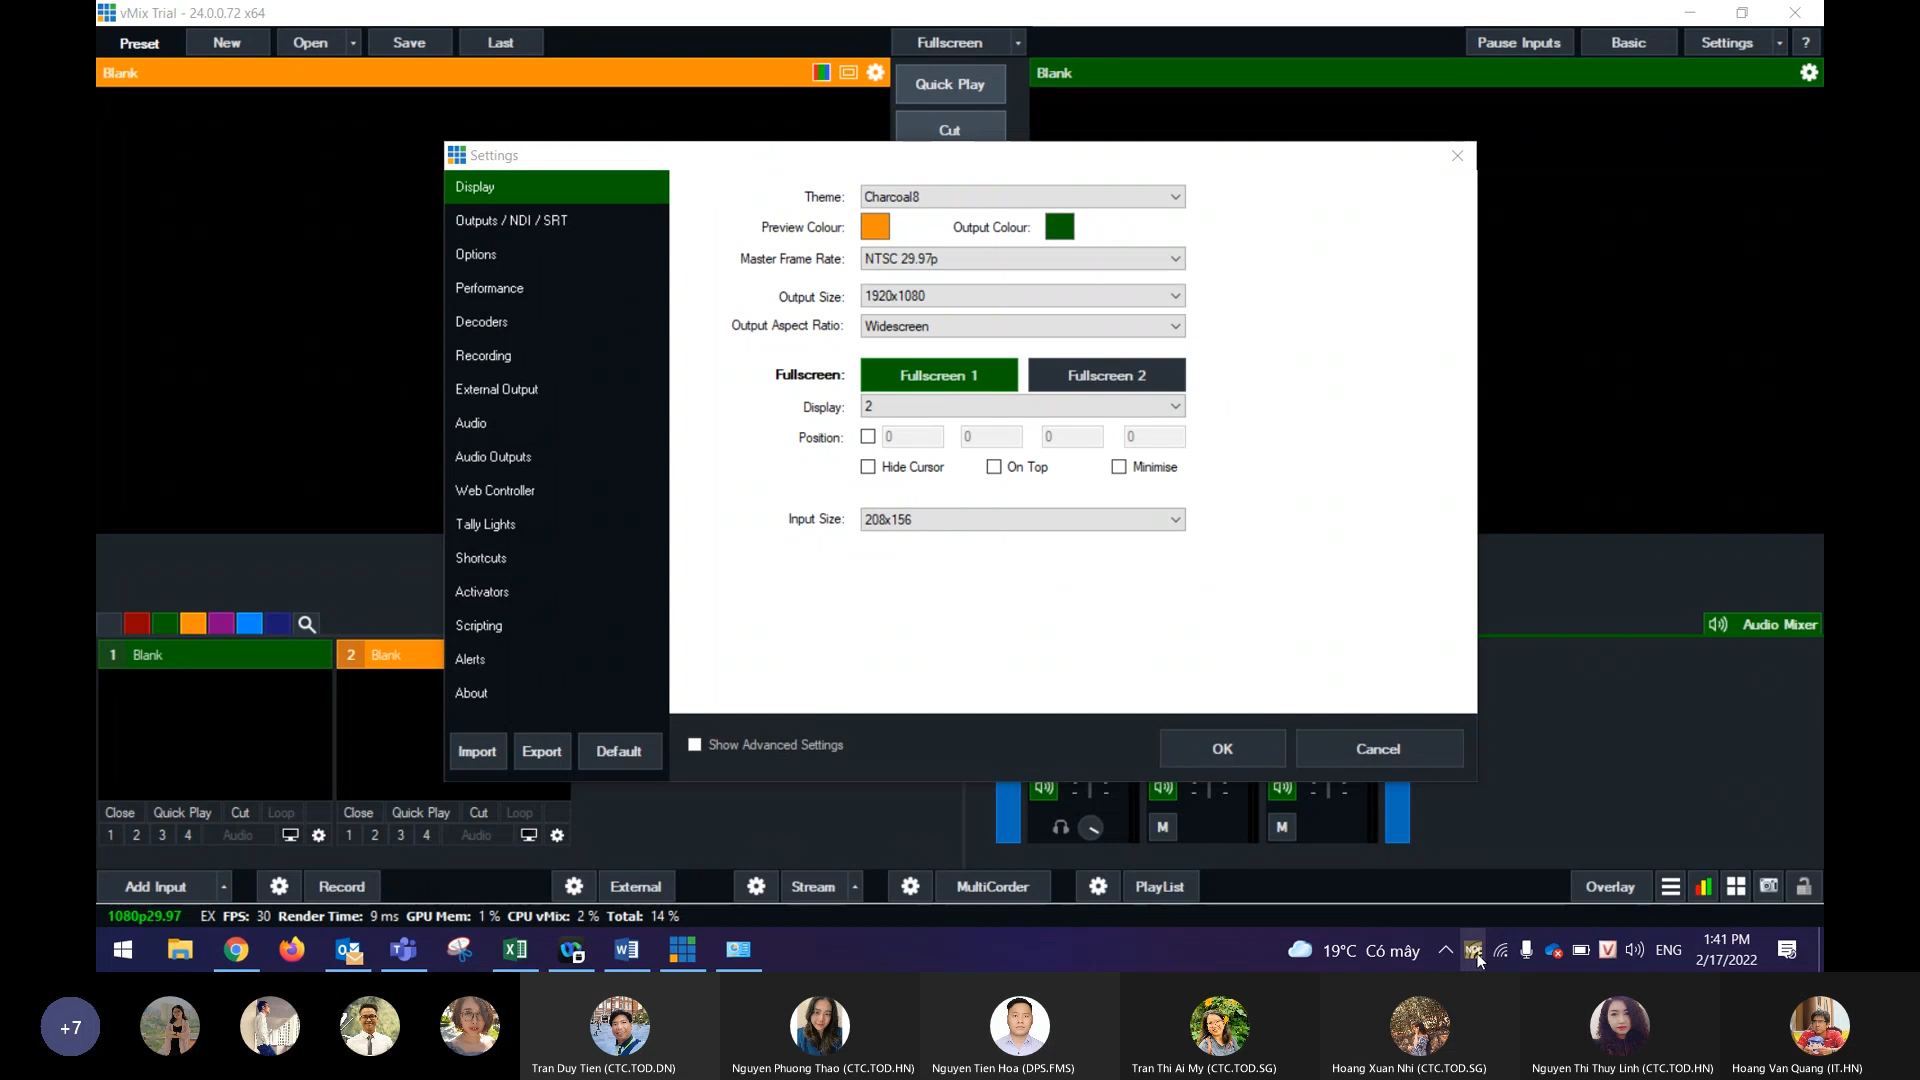 vMix Trial - 24.0.0.72 x64
Preset New Open Save Last Fullscreen Pause Inputs Basic Settings ?
Blank Quick Play Blank
Cut
Settings
Display
Outputs / NDI / SRT
Options
Performance
Decoders
Recording
External Output
Audio
Audio Outputs
Web Controller
Tally Lights
Shortcuts
Activators
Scripting
Alerts
About
Import Export Default
Theme: Charcoal8
Preview Colour: Output Colour:
Master Frame Rate: NTSC 29.97p
Output Size: 1920x1080
Output Aspect Ratio: Widescreen
Fullscreen: Fullscreen 1 Fullscreen 2
Display: 2
Position: 0 0 0 0
Hide Cursor On Top Minimise
Input Size: 208x156
Show Advanced Settings OK Cancel
Audio Mixer
1 Blank 2 Blank
Close Quick Play Cut Loop Close Quick Play Cut Loop
1 2 3 4 Audio 1 2 3 4 Audio
M M
Add Input Record External Stream MultiCorder PlayList Overlay
1080p29.97 EX FPS: 30 Render Time: 9 ms GPU Mem: 1 % CPU vMix: 2 % Total: 14 %
19°C Có mây ENG 1:41 PM
2/17/2022
+7
Tran Duy Tien (CTC.TOD.DN) Nguyen Phuong Thao (CTC.TOD.HN) Nguyen Tien Hoa (DPS.FMS) Tran Thi Ai My (CTC.TOD.SG) Hoang Xuan Nhi (CTC.TOD.SG) Nguyen Thi Thuy Linh (CTC.TOD.HN) Hoang Van Quang (IT.HN)